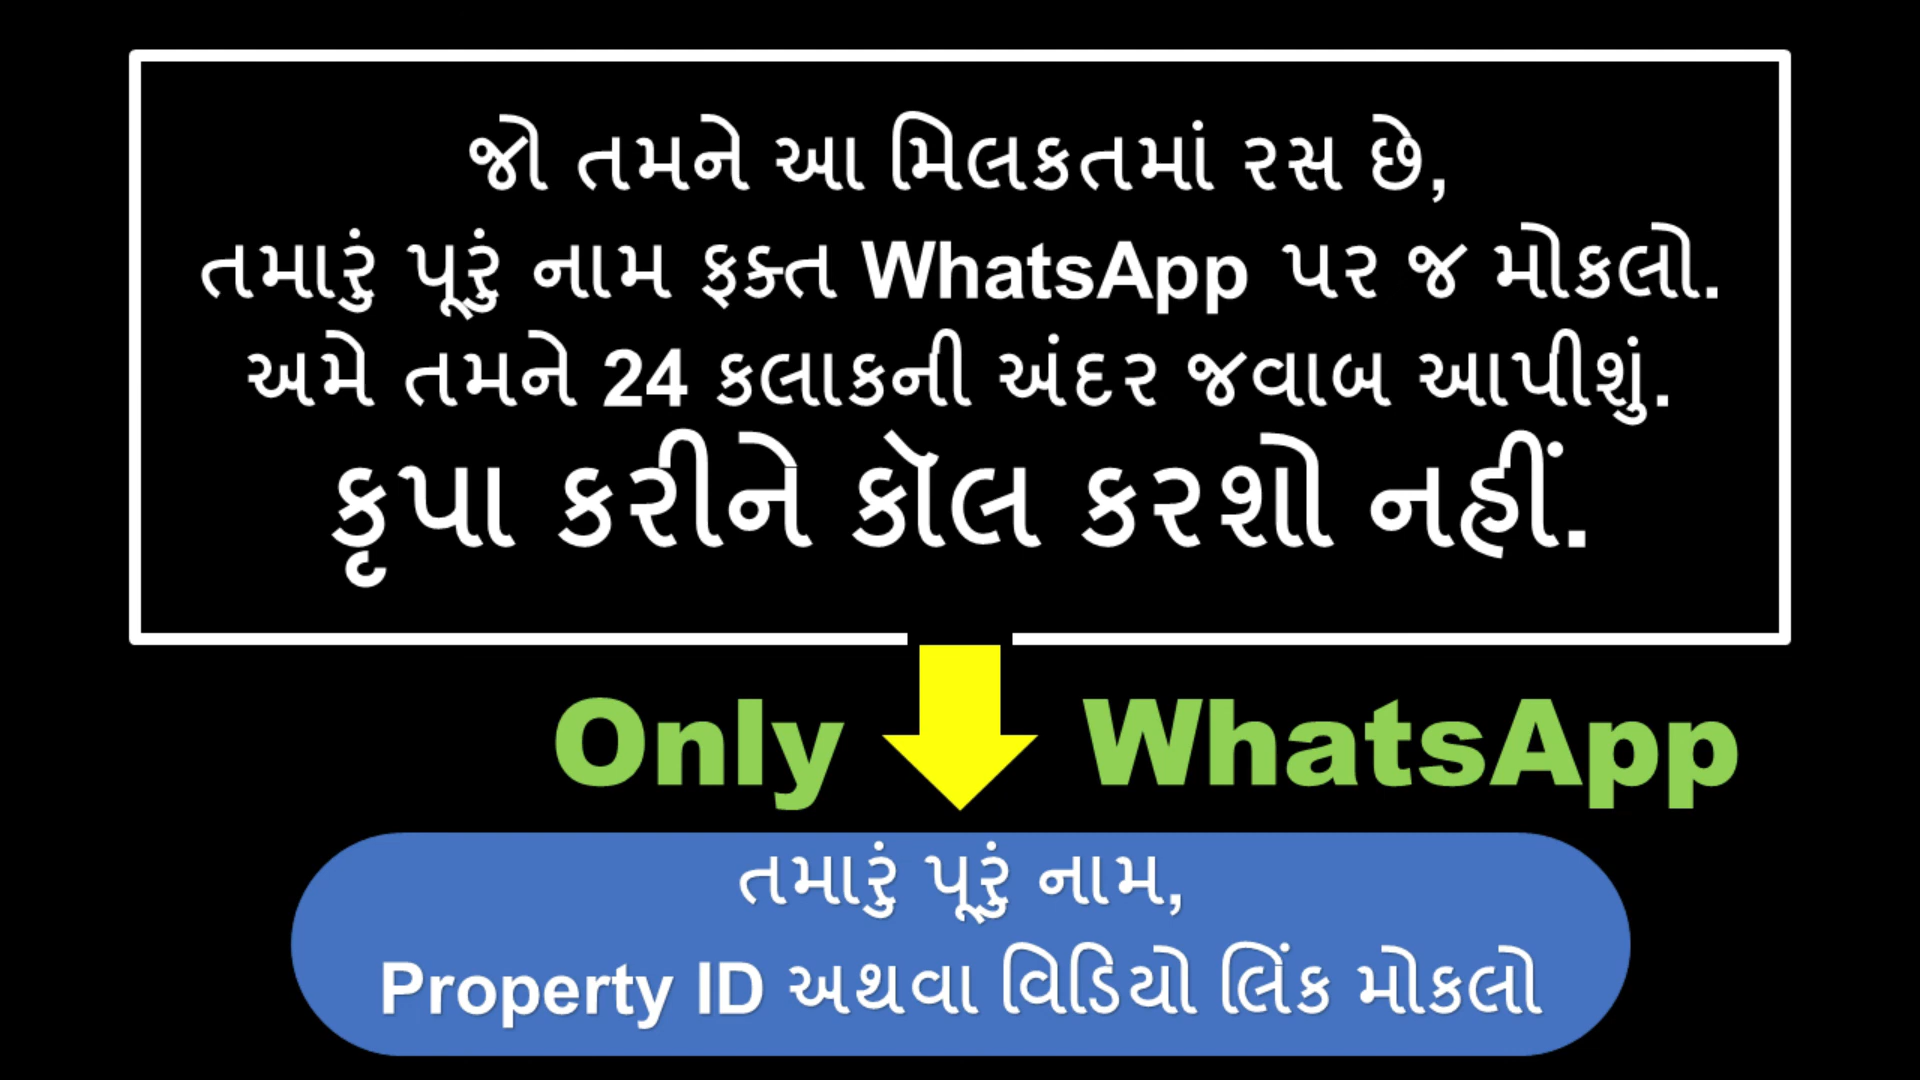 જો તમને આ મિલકતમાં રસ છે,
તમારું પૂરું નામ ફક્ત WhatsApp પર જ મોકલો.
અમે તમને 24 કલાકની અંદર જવાબ આપીશું.
કૃપા કરીને કૉલ કરશો નહીં.
Only WhatsApp
તમારું પૂરું નામ,
Property ID અથવા વિડિયો લિંક મોકલો